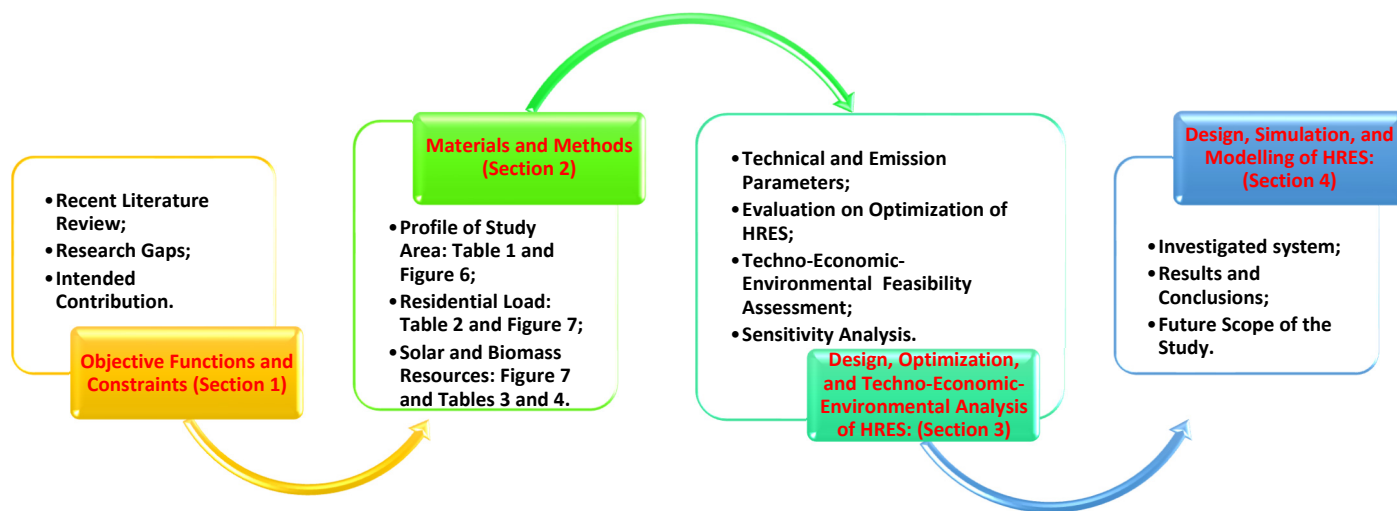 •Recent Literature
Review;
•Research Gaps;
•Intended
Contribution.
Objective Functions and
Constraints (Section 1)
Materials and Methods
(Section 2)
•Profile of Study
Area: Table 1 and
Figure 6;
•Residential Load:
Table 2 and Figure 7;
•Solar and Biomass
Resources: Figure 7
and Tables 3 and 4.
•Technical and Emission
Parameters;
•Evaluation on Optimization of
HRES;
•Techno-Economic-
Environmental Feasibility
Assessment;
•Sensitivity Analysis.
Design, Optimization,
and Techno-Economic-
Environmental Analysis
of HRES: (Section 3)
Design, Simulation, and
Modelling of HRES:
(Section 4)
•Investigated system;
•Results and
Conclusions;
•Future Scope of the
Study.